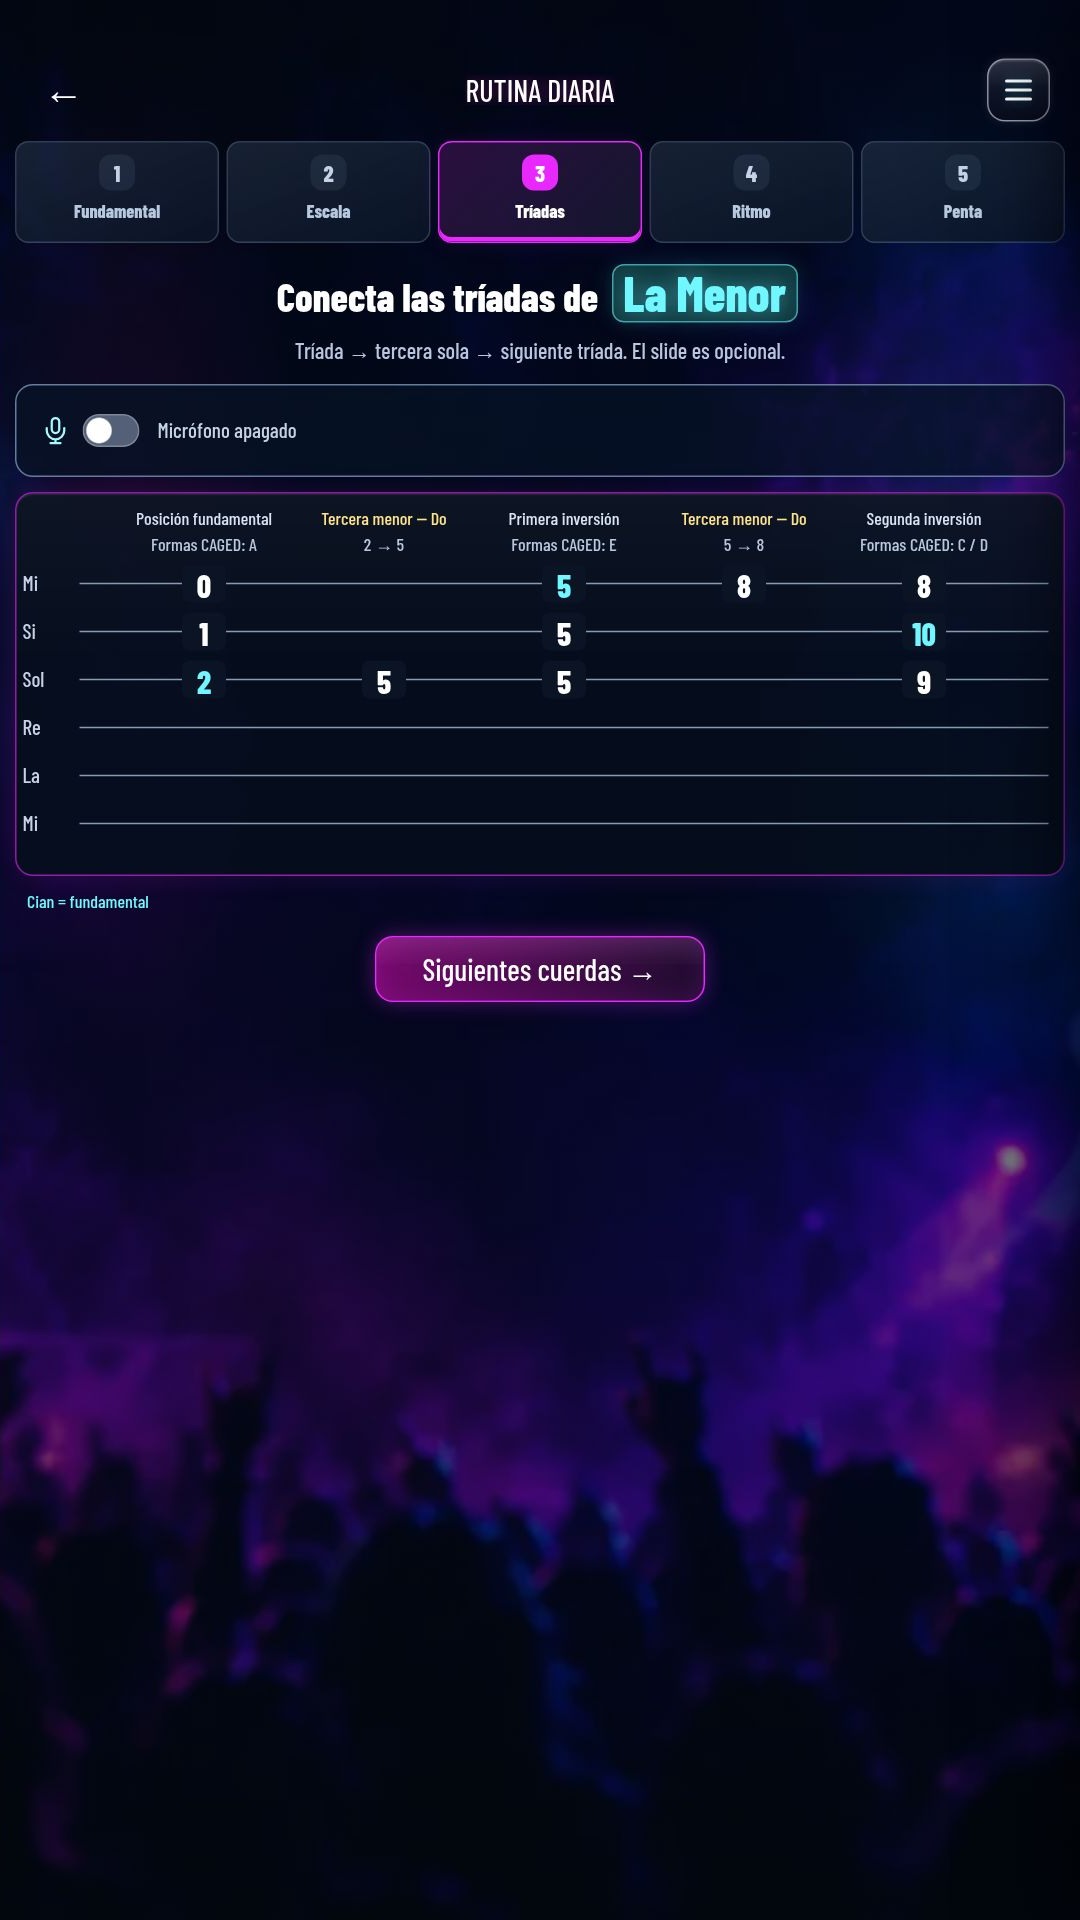 ←
RUTINA DIARIA
1
Fundamental
2
Escala
3
Tríadas
4
Ritmo
5
Penta
Conecta las tríadas de La Menor
Tríada → tercera sola → siguiente tríada. El slide es opcional.
Micrófono apagado
Posición fundamental Tercera menor – Do Primera inversión Tercera menor – Do Segunda inversión
Formas CAGED: A 2 → 5 Formas CAGED: E 5 → 8 Formas CAGED: C / D
Mi 0 5 8 8
Si 1 5 10
Sol 2 5 5 9
Re
La
Mi
Cian = fundamental
Siguientes cuerdas →